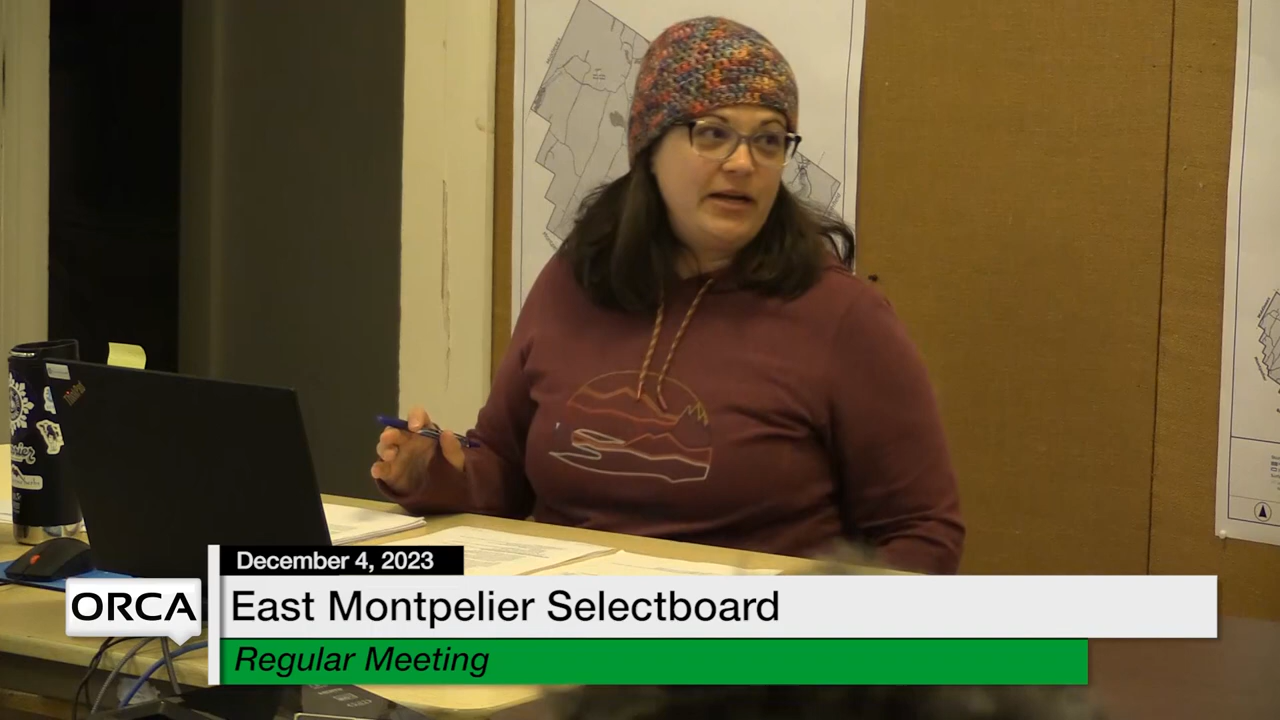 December 4, 2023
ORCA
East Montpelier Selectboard
Regular Meeting